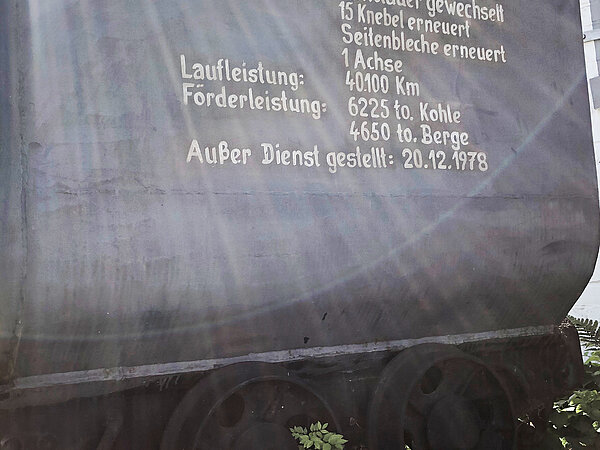 gewechselt
15 Knebel erneuert
Seitenbleche erneuert
1 Achse
Laufleistung: 40100 Km
Förderleistung: 6225 to. Kohle
4650 to. Berge
Außer Dienst gestellt: 20.12.1978